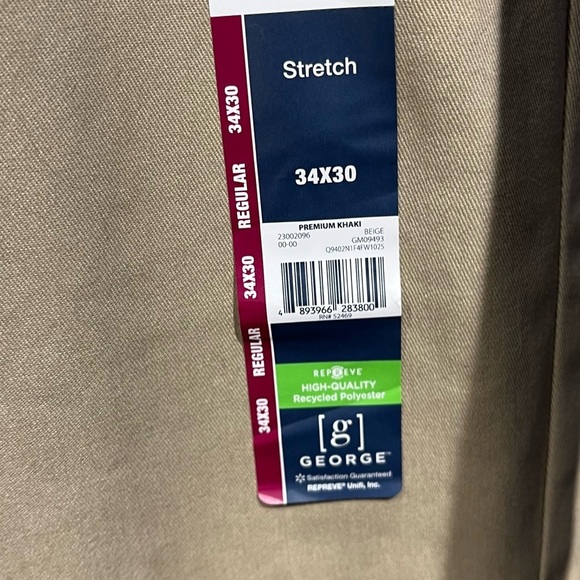 Stretch
34X30
34X30
REGULAR
34X30
REGULAR
34X30
PREMIUM KHAKI
23002096 BEIGE
00-00 GM09493
Q9402N1F4FW1025
4 893966 283800
RN# 52469
REPREVE
HIGH-QUALITY
Recycled Polyester
[g]
GEORGE™
Satisfaction Guaranteed
REPREVE® Unifi, Inc.